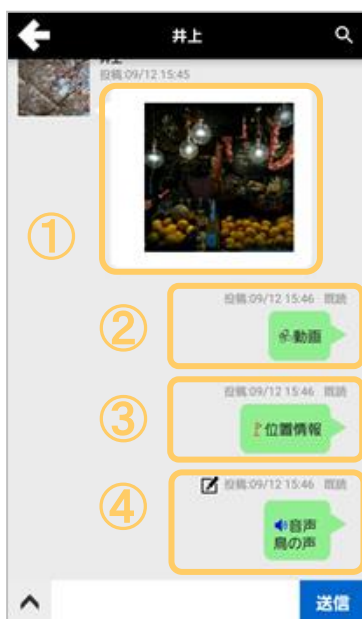 井上
井上
投稿:09/12 15:45
①
投稿:09/12 15:46 既読
②
動画
投稿:09/12 15:46 既読
③
位置情報
④
投稿:09/12 15:46 既読
音声
鳥の声
送信